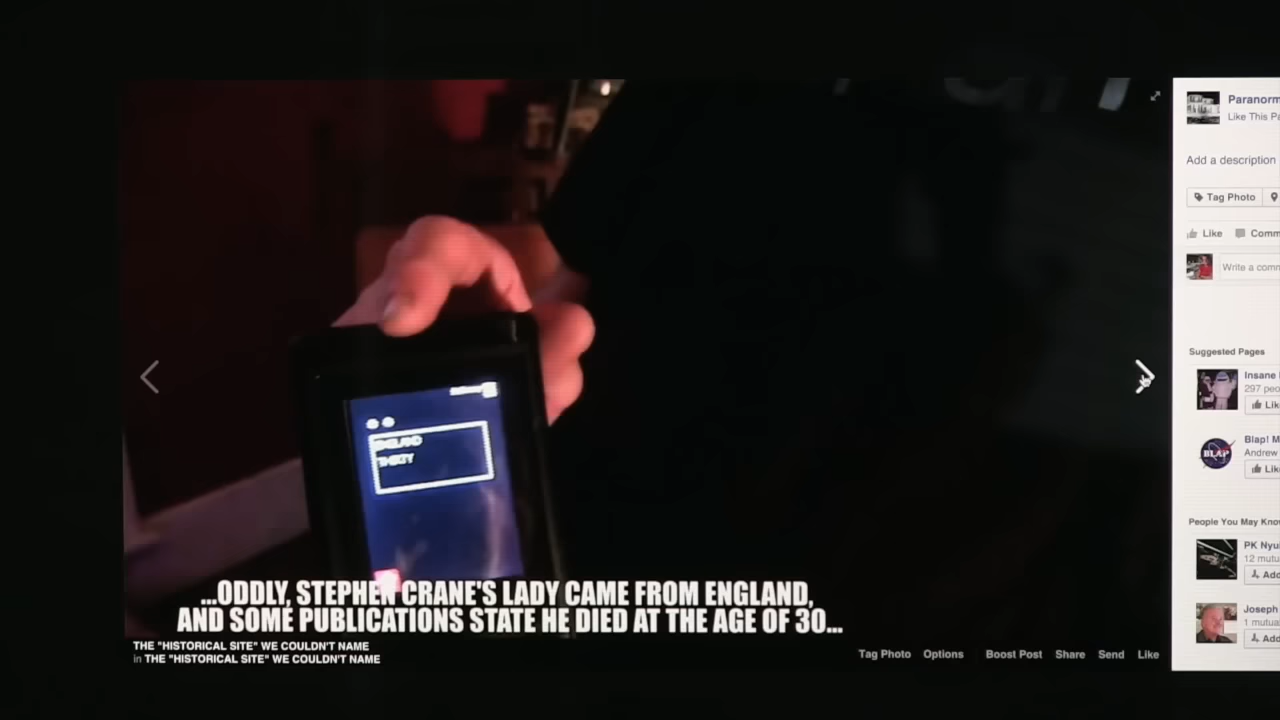 Paranorm
Like This Pa
Add a description
Tag Photo
Like Comm
Write a comm
Suggested Pages
Insane
297 peo
Lik
Blap! M
Andrew
BLAP
Lik
People You May Know
PK Nyu
12 mutu
Add
Joseph
1 mutua
Add
ENGLAND
THIRTY
...ODDLY, STEPHEN CRANE'S LADY CAME FROM ENGLAND,
AND SOME PUBLICATIONS STATE HE DIED AT THE AGE OF 30...
THE "HISTORICAL SITE" WE COULDN'T NAME
in THE "HISTORICAL SITE" WE COULDN'T NAME
Tag Photo Options Boost Post Share Send Like